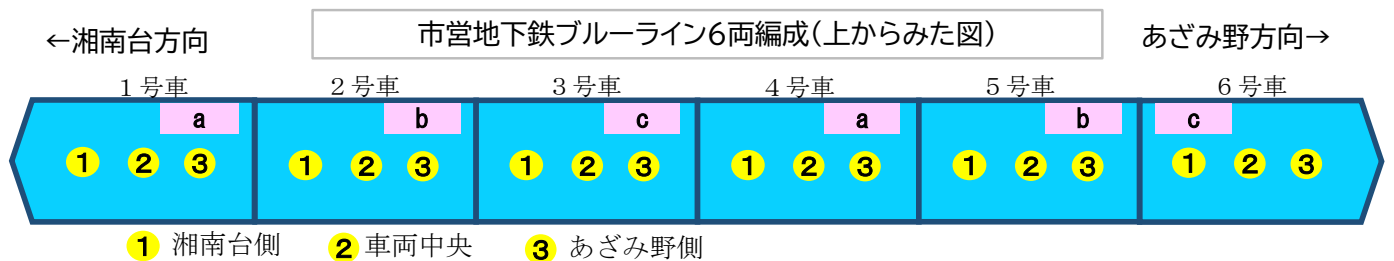 ←湘南台方向 市営地下鉄ブルーライン6両編成(上からみた図) あざみ野方向→
1号車 2号車 3号車 4号車 5号車 6号車
a b c a b c
1 2 3 1 2 3 1 2 3 1 2 3 1 2 3 1 2 3
1 湘南台側 2 車両中央 3 あざみ野側